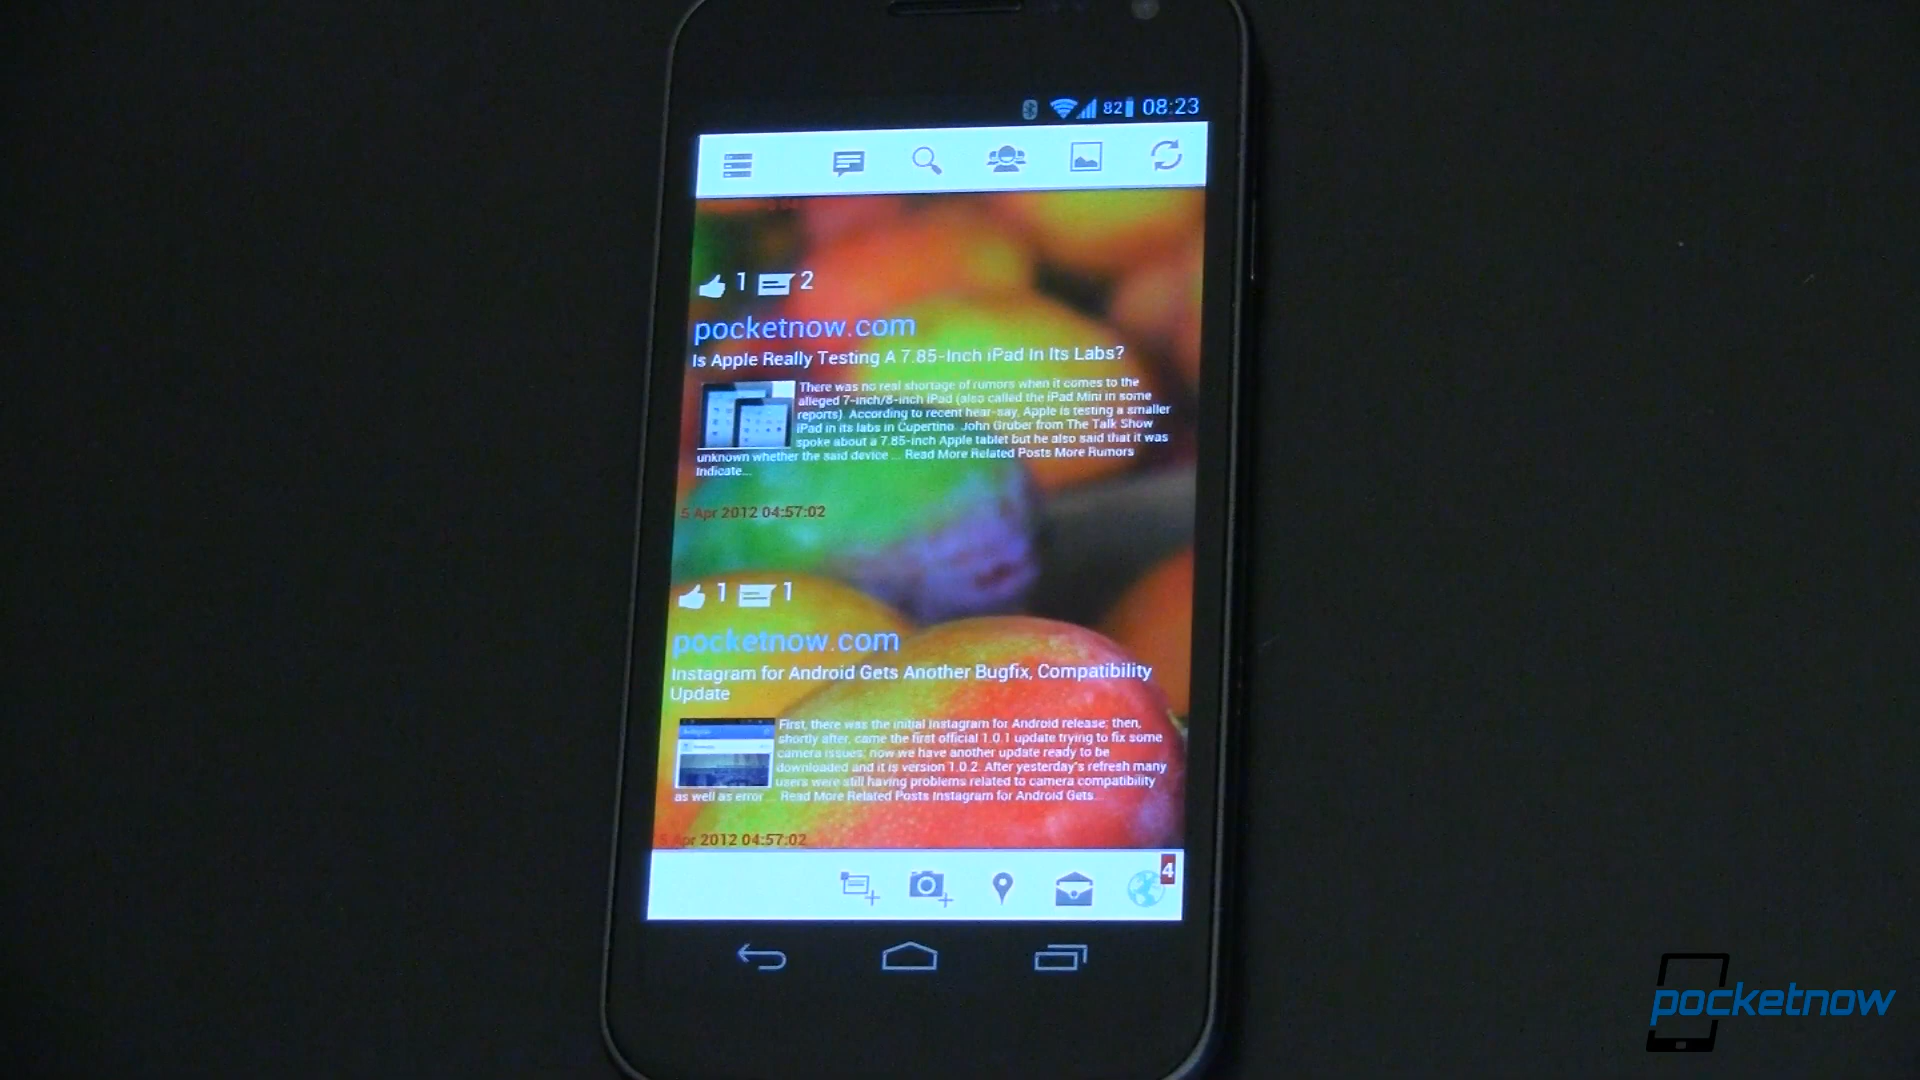 82 08:23
1 2
pocketnow.com
Is Apple Really Testing A 7.85-Inch iPad In Its Labs?
There was no real shortage of rumors when it comes to the
alleged 7-inch/8-inch iPad (also called the iPad Mini in some
reports). According to recent hear-say, Apple is testing a smaller
iPad in its labs in Cupertino. John Gruber from The Talk Show
spoke about a 7.85-inch Apple tablet but he also said that it was
unknown whether the said device ... Read More Related Posts More Rumors
Indicate...
5 Apr 2012 04:57:02
1 1
pocketnow.com
Instagram for Android Gets Another Bugfix, Compatibility
Update
First, there was the initial Instagram for Android release; then,
shortly after, came the first official 1.0.1 update trying to fix some
camera issues; now we have another update ready to be
downloaded and it is version 1.0.2. After yesterday's refresh many
users were still having problems related to camera compatibility
as well as error ... Read More Related Posts Instagram for Android Gets...
5 Apr 2012 04:57:02
4
pocketnow